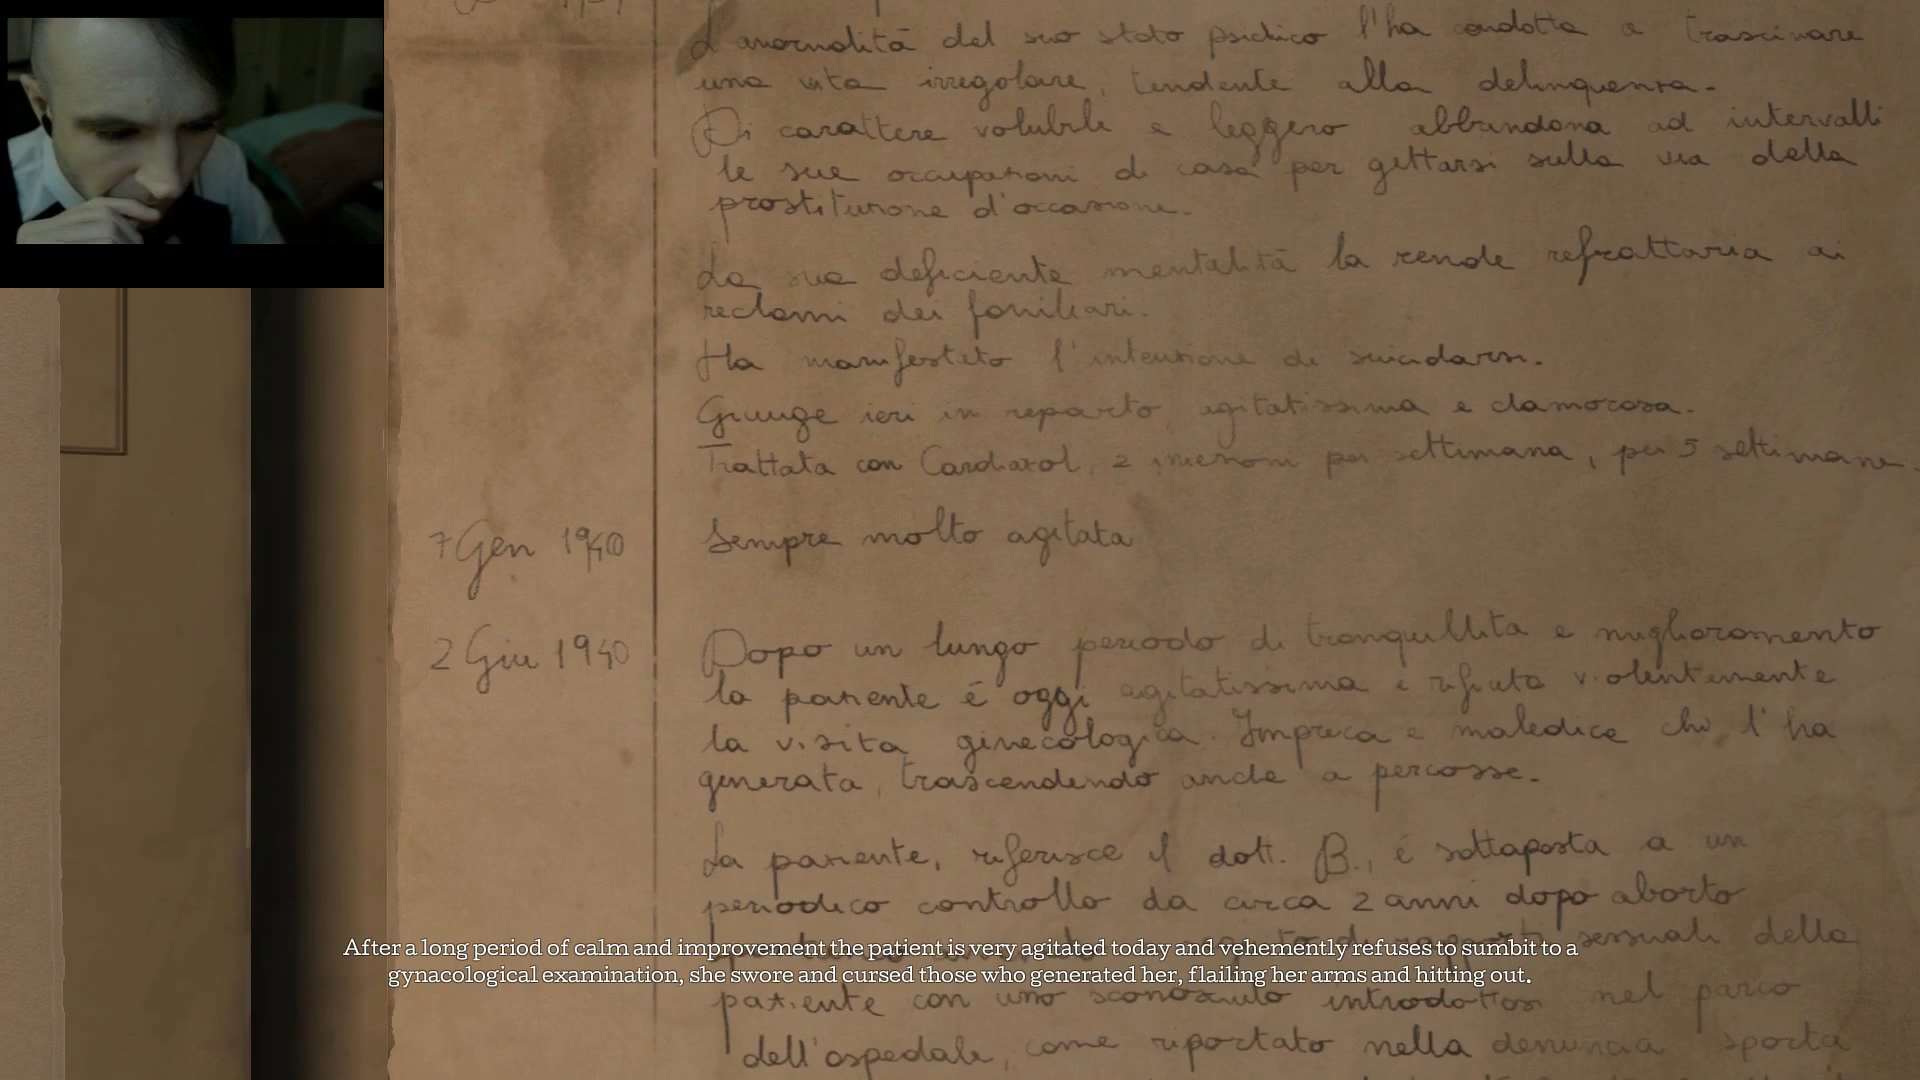 L'anormalità del suo stato psichico l'ha condotta a trascinare
una vita irregolare, tendente alla delinquenza.
Di carattere volubile e leggero abbandona ad intervalli
le sue occupazioni di casa per gettarsi sulla via della
prostituzione d'occasione.
La sua deficiente mentalità la rende refrattaria ai
reclami dei familiari.
Ha manifestato l'intenzione di suicidarsi.
Giunge ieri in reparto, agitatissima e clamorosa.
Trattata con Cardiazol, 2 iniezioni per settimana, per 5 settimane.
7 Gen 1940 Sempre molto agitata
2 Giu 1940 Dopo un lungo periodo di tranquillità e miglioramento
la paziente é oggi agitatissima e rifiuta violentemente
la visita ginecologica. Impreca e maledice chi l'ha
generata, trascendendo anche a percosse.
La paziente, riferisce il dott. B., é sottoposta a un
periodico controllo da circa 2 anni dopo aborto
sessuali della
After a long period of calm and improvement the patient is very agitated today and vehemently refuses to sumbit to a
gynacological examination, she swore and cursed those who generated her, flailing her arms and hitting out.
paziente con uno sconosciuto introdottosi nel parco
dell'ospedale, come riportato nella denuncia sporta